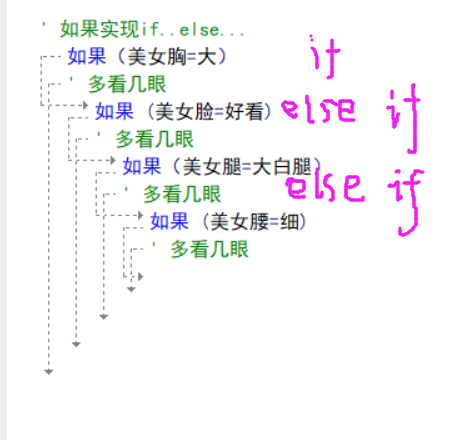 ' 如果实现if..else...
如果（美女胸=大） if
' 多看几眼
如果（美女脸=好看） else if
' 多看几眼
如果（美女腿=大白腿） else if
' 多看几眼
如果（美女腰=细）
' 多看几眼